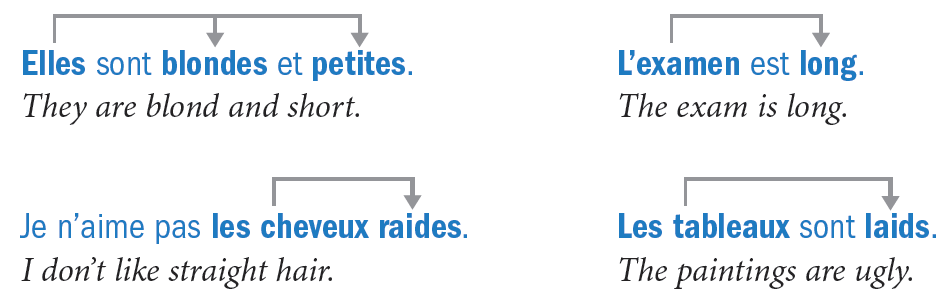 Elles sont blondes et petites.
They are blond and short.
L’examen est long.
The exam is long.
Je n’aime pas les cheveux raides.
I don’t like straight hair.
Les tableaux sont laids.
The paintings are ugly.